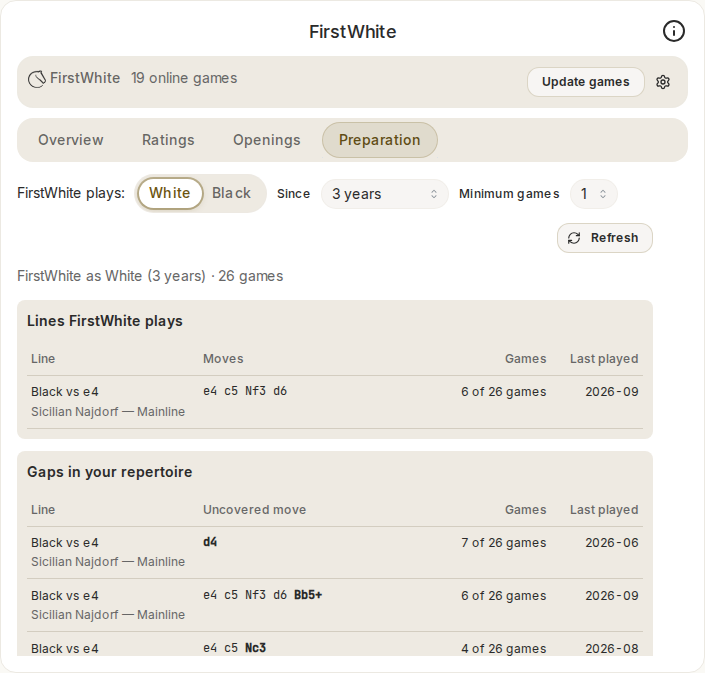 FirstWhite
FirstWhite 19 online games Update games
Overview Ratings Openings Preparation
FirstWhite plays: White Black Since 3 years Minimum games 1
Refresh
FirstWhite as White (3 years) · 26 games
Lines FirstWhite plays
Line Moves Games Last played
Black vs e4 e4 c5 Nf3 d6 6 of 26 games 2026-09
Sicilian Najdorf — Mainline
Gaps in your repertoire
Line Uncovered move Games Last played
Black vs e4 d4 7 of 26 games 2026-06
Sicilian Najdorf — Mainline
Black vs e4 e4 c5 Nf3 d6 Bb5+ 6 of 26 games 2026-09
Sicilian Najdorf — Mainline
Black vs e4 e4 c5 Nc3 4 of 26 games 2026-08